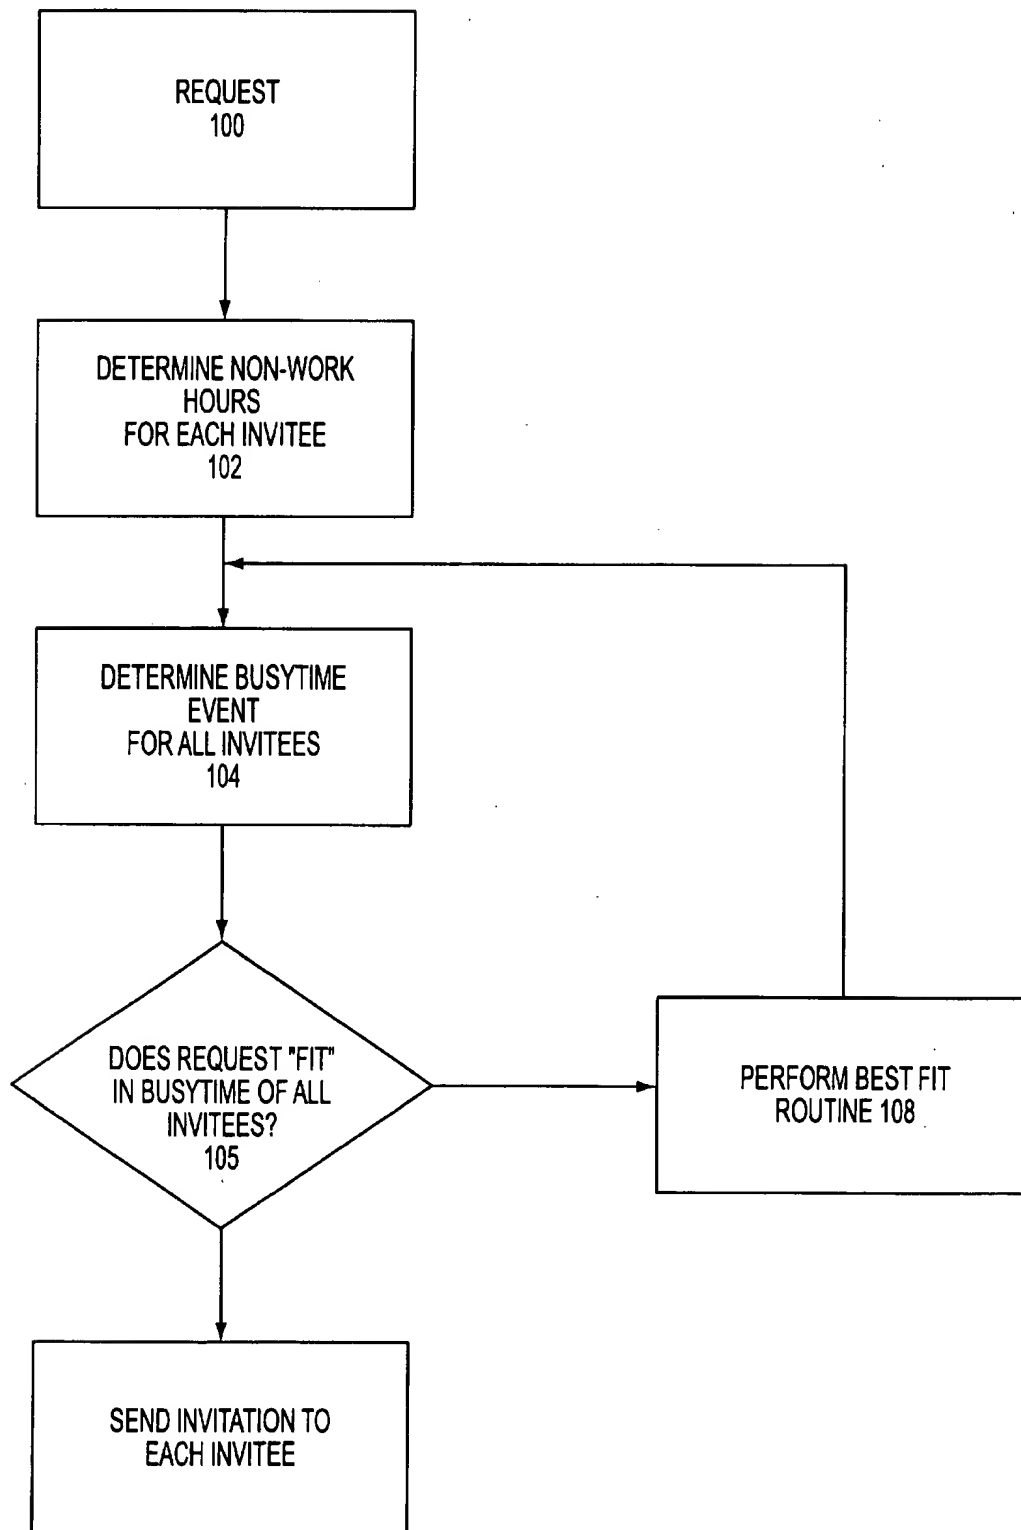 REQUEST
100
DETERMINE NON-WORK
HOURS
FOR EACH INVITEE
102
DETERMINE BUSYTIME
EVENT
FOR ALL INVITEES
104
DOES REQUEST "FIT"
IN BUSYTIME OF ALL
INVITEES?
105
PERFORM BEST FIT
ROUTINE 108
SEND INVITATION TO
EACH INVITEE